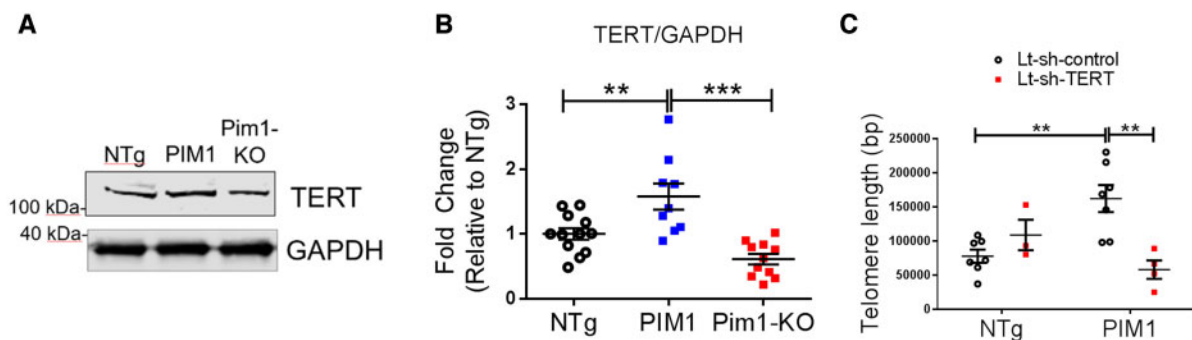 A
NTg
PIM1
Pim1-
KO
100 kDa-
TERT
40 kDa-
GAPDH
B
TERT/GAPDH
**
***
Fold Change
(Relative to NTg)
3
2
1
0
NTg
PIM1
Pim1-KO
C
Lt-sh-control
Lt-sh-TERT
**
**
Telomere length (bp)
250000
200000
150000
100000
50000
0
NTg
PIM1